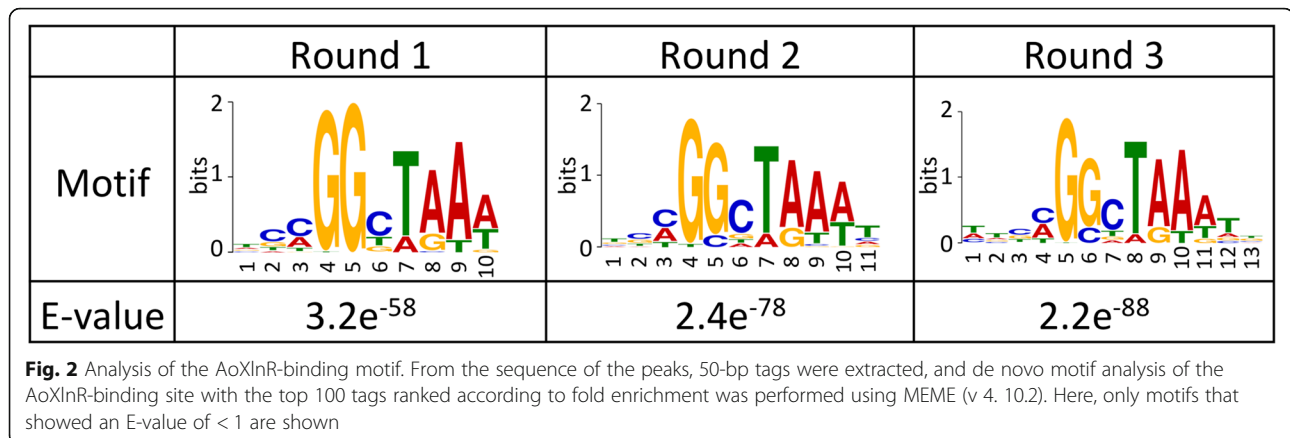 Round 1 Round 2 Round 3
Motif
2 1 0 bits GGCTAAA 1 2 3 4 5 6 7 8 9 10
2 1 0 bits GGCTAAA 1 2 3 4 5 6 7 8 9 10 11
2 1 0 bits GGCTAAA 1 2 3 4 5 6 7 8 9 10 11 12 13
E-value 3.2e-58 2.4e-78 2.2e-88
Fig. 2 Analysis of the AoXlnR-binding motif. From the sequence of the peaks, 50-bp tags were extracted, and de novo motif analysis of the
AoXlnR-binding site with the top 100 tags ranked according to fold enrichment was performed using MEME (v 4. 10.2). Here, only motifs that
showed an E-value of < 1 are shown